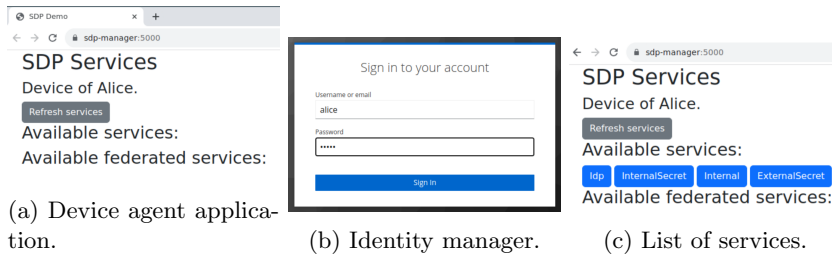 SDP Demo
sdp-manager:5000
SDP Services
Device of Alice.
Refresh services
Available services:
Available federated services:
(a) Device agent applica-
tion.
Sign in to your account
Username or email
alice
Password
•••••
Sign In
(b) Identity manager.
sdp-manager:5000
SDP Services
Device of Alice.
Refresh services
Available services:
Idp InternalSecret Internal ExternalSecret
Available federated services:
(c) List of services.